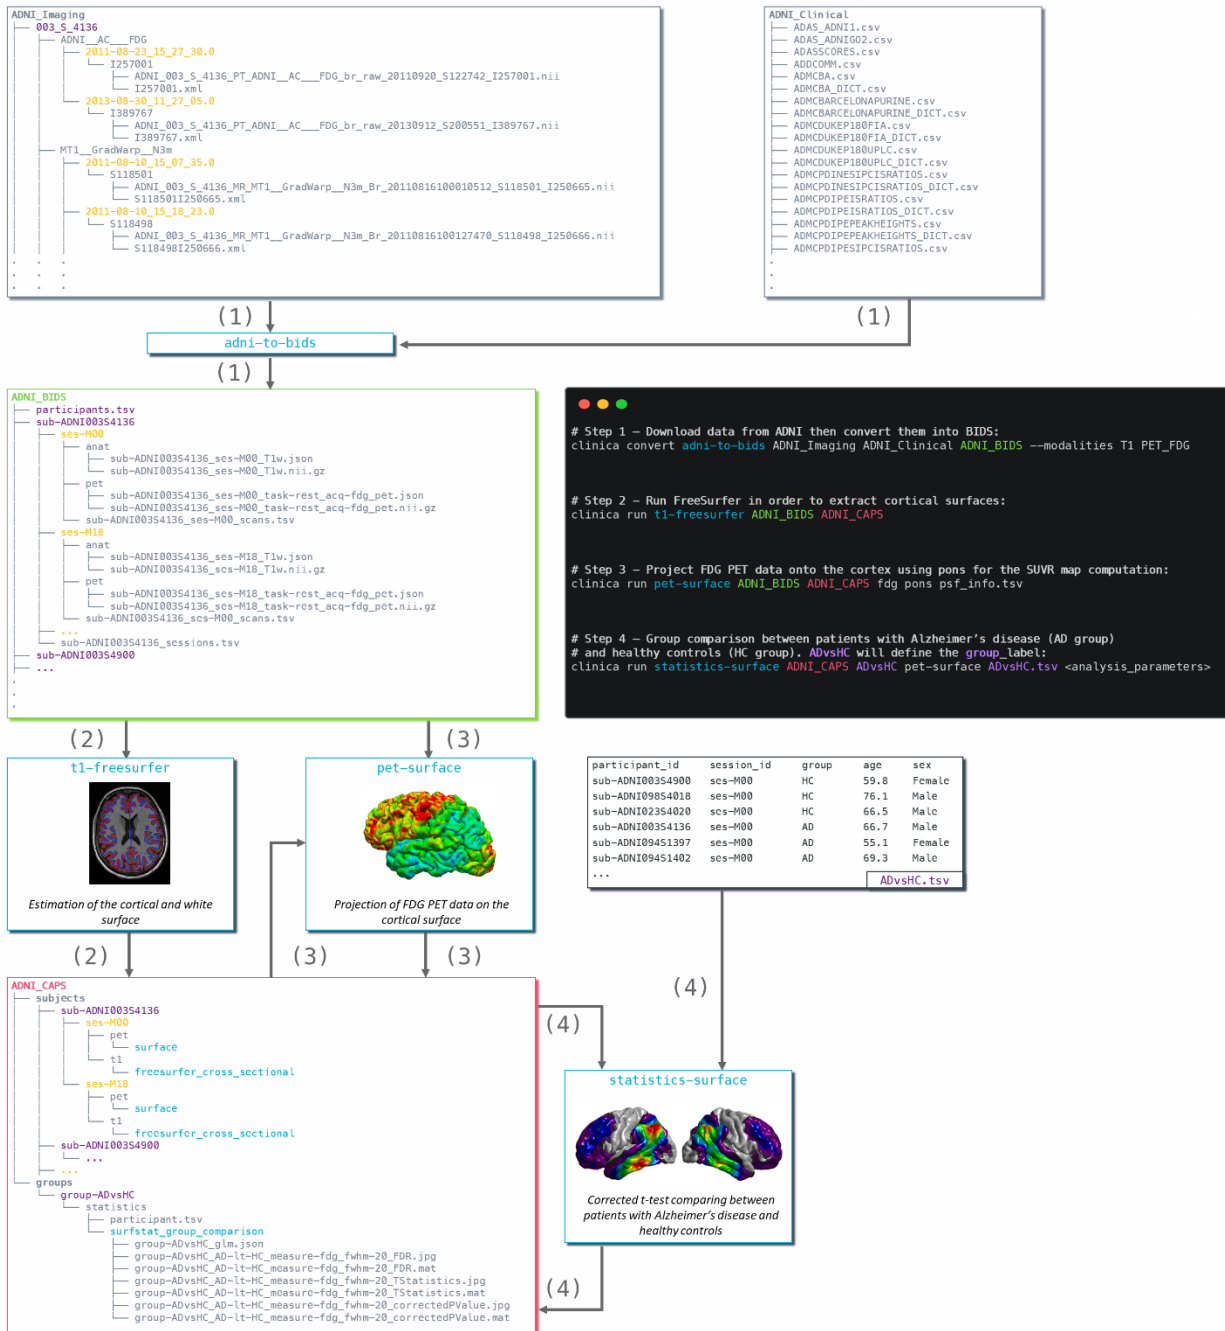 ADNI_Imaging
003_S_4136
ADNI__AC___FDG
2011-08-23_15_27_30.0
I257001
ADNI_003_S_4136_PT_ADNI__AC___FDG_br_raw_20110920_S122742_I257001.nii
I257001.xml
2013-08-30_11_27_05.0
I389767
ADNI_003_S_4136_PT_ADNI__AC___FDG_br_raw_20130912_S200551_I389767.nii
I389767.xml
MT1__GradWarp__N3m
2011-08-10_15_07_35.0
S118501
ADNI_003_S_4136_MR_MT1__GradWarp__N3m_Br_20110816100010512_S118501_I250665.nii
S118501I250665.xml
2011-08-10_15_18_23.0
S118498
ADNI_003_S_4136_MR_MT1__GradWarp__N3m_Br_20110816100127470_S118498_I250666.nii
S118498I250666.xml
. . .
. . .
. . .
ADNI_Clinical
ADAS_ADNI1.csv
ADAS_ADNIGO2.csv
ADASSCORES.csv
ADDCOMM.csv
ADMCBA.csv
ADMCBA_DICT.csv
ADMCBARCELONAPURINE.csv
ADMCBARCELONAPURINE_DICT.csv
ADMCDUKEP180FIA.csv
ADMCDUKEP180FIA_DICT.csv
ADMCDUKEP180UPLC.csv
ADMCDUKEP180UPLC_DICT.csv
ADMCPDINESIPCISRATIOS.csv
ADMCPDINESIPCISRATIOS_DICT.csv
ADMCPDIPEISRATIOS.csv
ADMCPDIPEISRATIOS_DICT.csv
ADMCPDIPEPEAKHEIGHTS.csv
ADMCPDIPEPEAKHEIGHTS_DICT.csv
ADMCPDIPESIPCISRATIOS.csv
.
.
.
(1)
(1)
adni-to-bids
(1)
ADNI_BIDS
participants.tsv
sub-ADNI003S4136
ses-M00
anat
sub-ADNI003S4136_ses-M00_T1w.json
sub-ADNI003S4136_ses-M00_T1w.nii.gz
pet
sub-ADNI003S4136_ses-M00_task-rest_acq-fdg_pet.json
sub-ADNI003S4136_ses-M00_task-rest_acq-fdg_pet.nii.gz
sub-ADNI003S4136_ses-M00_scans.tsv
ses-M18
anat
sub-ADNI003S4136_ses-M18_T1w.json
sub-ADNI003S4136_ses-M18_T1w.nii.gz
pet
sub-ADNI003S4136_ses-M18_task-rest_acq-fdg_pet.json
sub-ADNI003S4136_ses-M18_task-rest_acq-fdg_pet.nii.gz
sub-ADNI003S4136_ses-M00_scans.tsv
...
sub-ADNI003S4136_sessions.tsv
sub-ADNI003S4900
...
.
.
.
# Step 1 – Download data from ADNI then convert them into BIDS:
clinica convert adni-to-bids ADNI_Imaging ADNI_Clinical ADNI_BIDS --modalities T1 PET_FDG
# Step 2 – Run FreeSurfer in order to extract cortical surfaces:
clinica run t1-freesurfer ADNI_BIDS ADNI_CAPS
# Step 3 – Project FDG PET data onto the cortex using pons for the SUVR map computation:
clinica run pet-surface ADNI_BIDS ADNI_CAPS fdg pons psf_info.tsv
# Step 4 – Group comparison between patients with Alzheimer's disease (AD group)
# and healthy controls (HC group). ADvsHC will define the group_label:
clinica run statistics-surface ADNI_CAPS ADvsHC pet-surface ADvsHC.tsv <analysis_parameters>
(2)
(3)
t1-freesurfer
Estimation of the cortical and white
surface
pet-surface
Projection of FDG PET data on the
cortical surface
participant_id session_id group age sex
sub-ADNI003S4900 ses-M00 HC 59.8 Female
sub-ADNI098S4018 ses-M00 HC 76.1 Male
sub-ADNI023S4020 ses-M00 HC 66.5 Male
sub-ADNI003S4136 ses-M00 AD 66.7 Male
sub-ADNI094S1397 ses-M00 AD 55.1 Female
sub-ADNI094S1402 ses-M00 AD 69.3 Male
...
ADvsHC.tsv
(2)
(3)
(3)
(4)
ADNI_CAPS
subjects
sub-ADNI003S4136
ses-M00
pet
surface
t1
freesurfer_cross_sectional
ses-M18
pet
surface
t1
freesurfer_cross_sectional
sub-ADNI003S4900
...
...
groups
group-ADvsHC
statistics
participant.tsv
surfstat_group_comparison
group-ADvsHC_glm.json
group-ADvsHC_AD-lt-HC_measure-fdg_fwhm-20_FDR.jpg
group-ADvsHC_AD-lt-HC_measure-fdg_fwhm-20_FDR.mat
group-ADvsHC_AD-lt-HC_measure-fdg_fwhm-20_TStatistics.jpg
group-ADvsHC_AD-lt-HC_measure-fdg_fwhm-20_TStatistics.mat
group-ADvsHC_AD-lt-HC_measure-fdg_fwhm-20_correctedPValue.jpg
group-ADvsHC_AD-lt-HC_measure-fdg_fwhm-20_correctedPValue.mat
(4)
statistics-surface
Corrected t-test comparing between
patients with Alzheimer's disease and
healthy controls
(4)